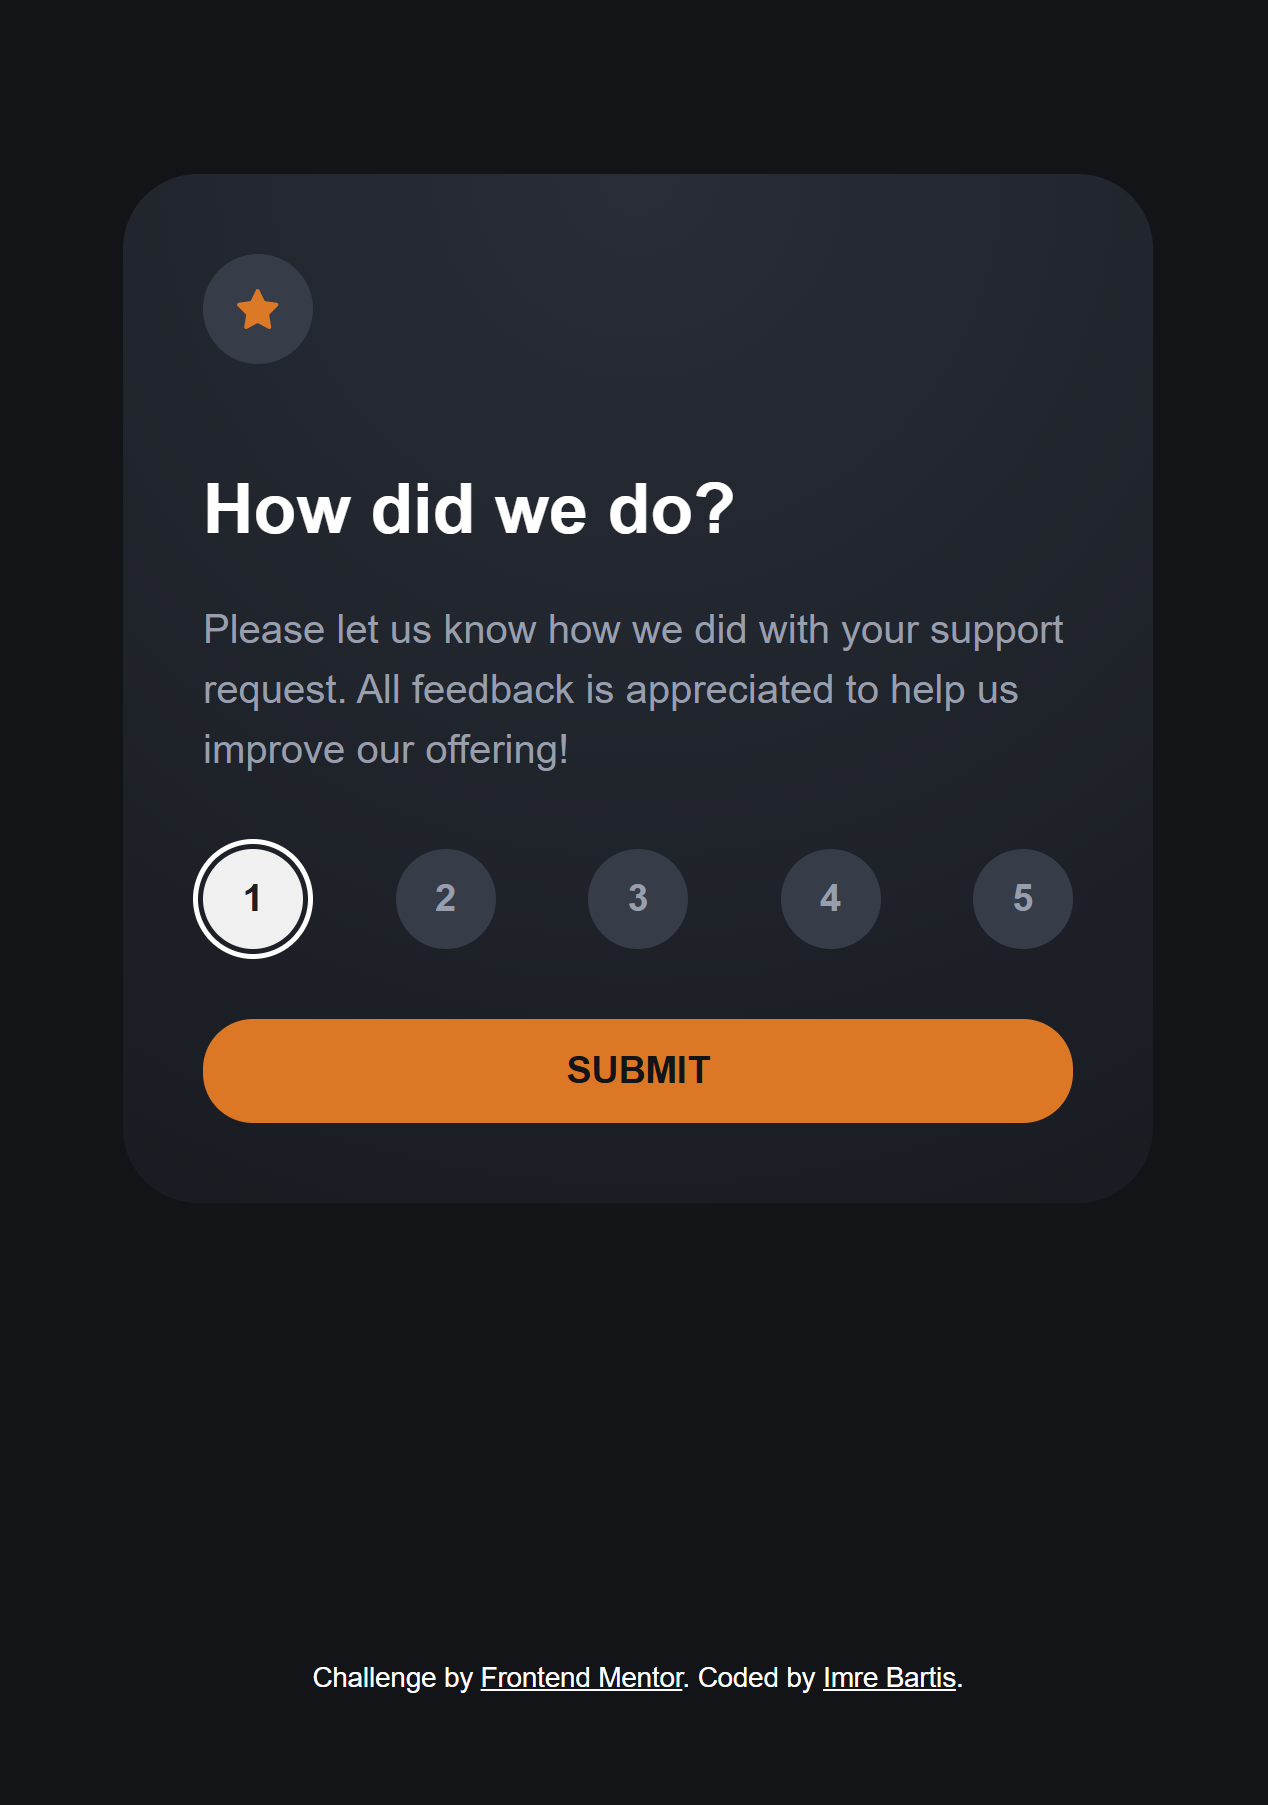 How did we do?
Please let us know how we did with your support
request. All feedback is appreciated to help us
improve our offering!
1 2 3 4 5
SUBMIT
Challenge by Frontend Mentor. Coded by Imre Bartis.